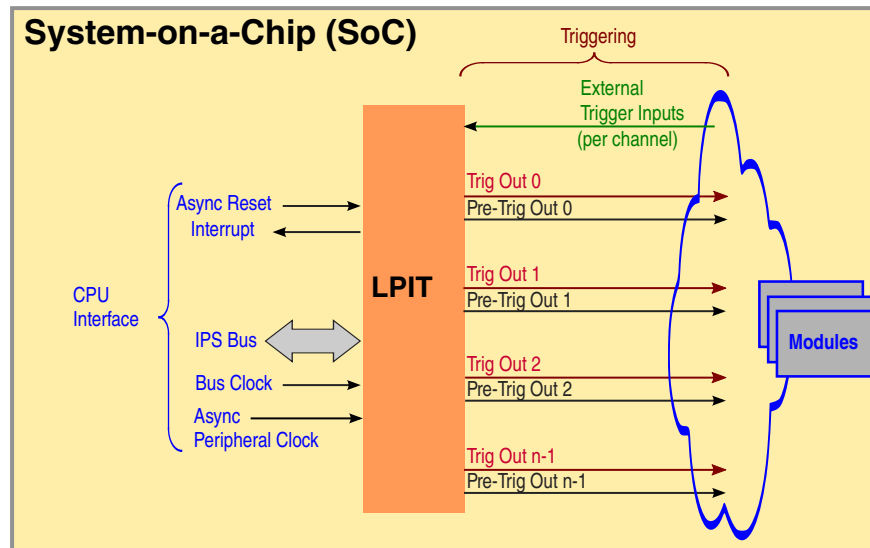 System-on-a-Chip (SoC)
Triggering
External
Trigger Inputs
(per channel)
Async Reset
Interrupt
CPU
Interface
IPS Bus
Bus Clock
Async
Peripheral Clock
LPIT
Trig Out 0
Pre-Trig Out 0
Trig Out 1
Pre-Trig Out 1
Trig Out 2
Pre-Trig Out 2
Trig Out n-1
Pre-Trig Out n-1
Modules